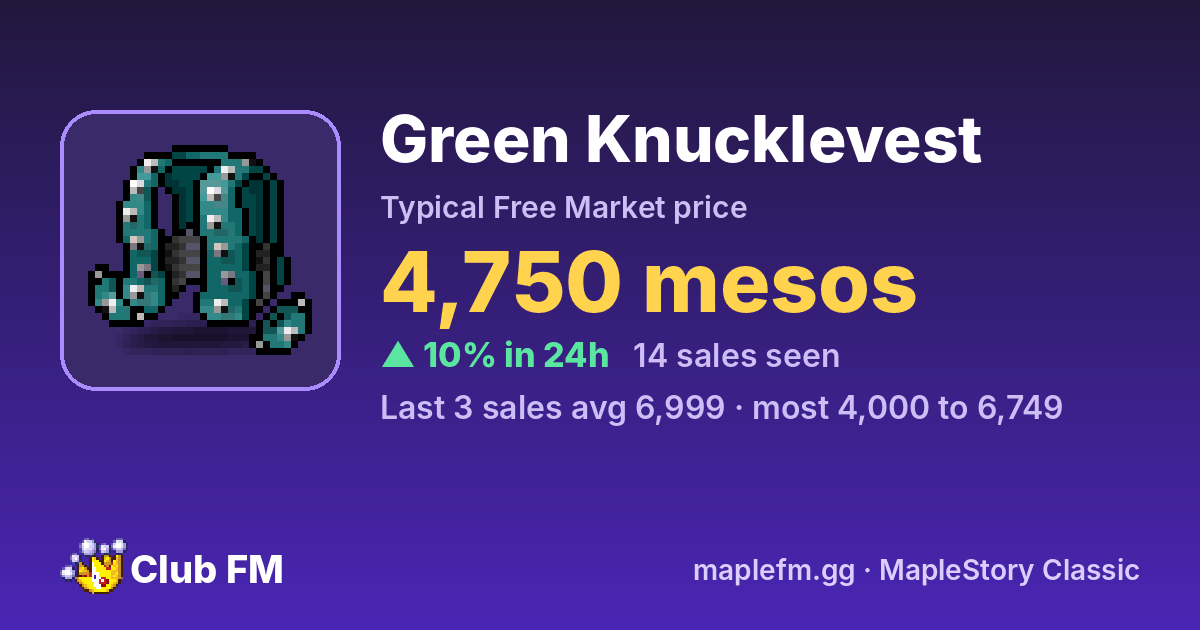 Green Knucklevest
Typical Free Market price
4,750 mesos
▲ 10% in 24h 14 sales seen
Last 3 sales avg 6,999 · most 4,000 to 6,749
Club FM
maplefm.gg · MapleStory Classic